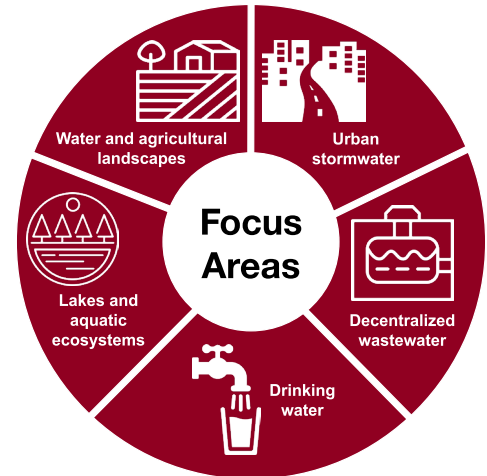 Water and agricultural
landscapes
Urban
stormwater
Focus
Areas
Lakes and
aquatic
ecosystems
Decentralized
wastewater
Drinking
water